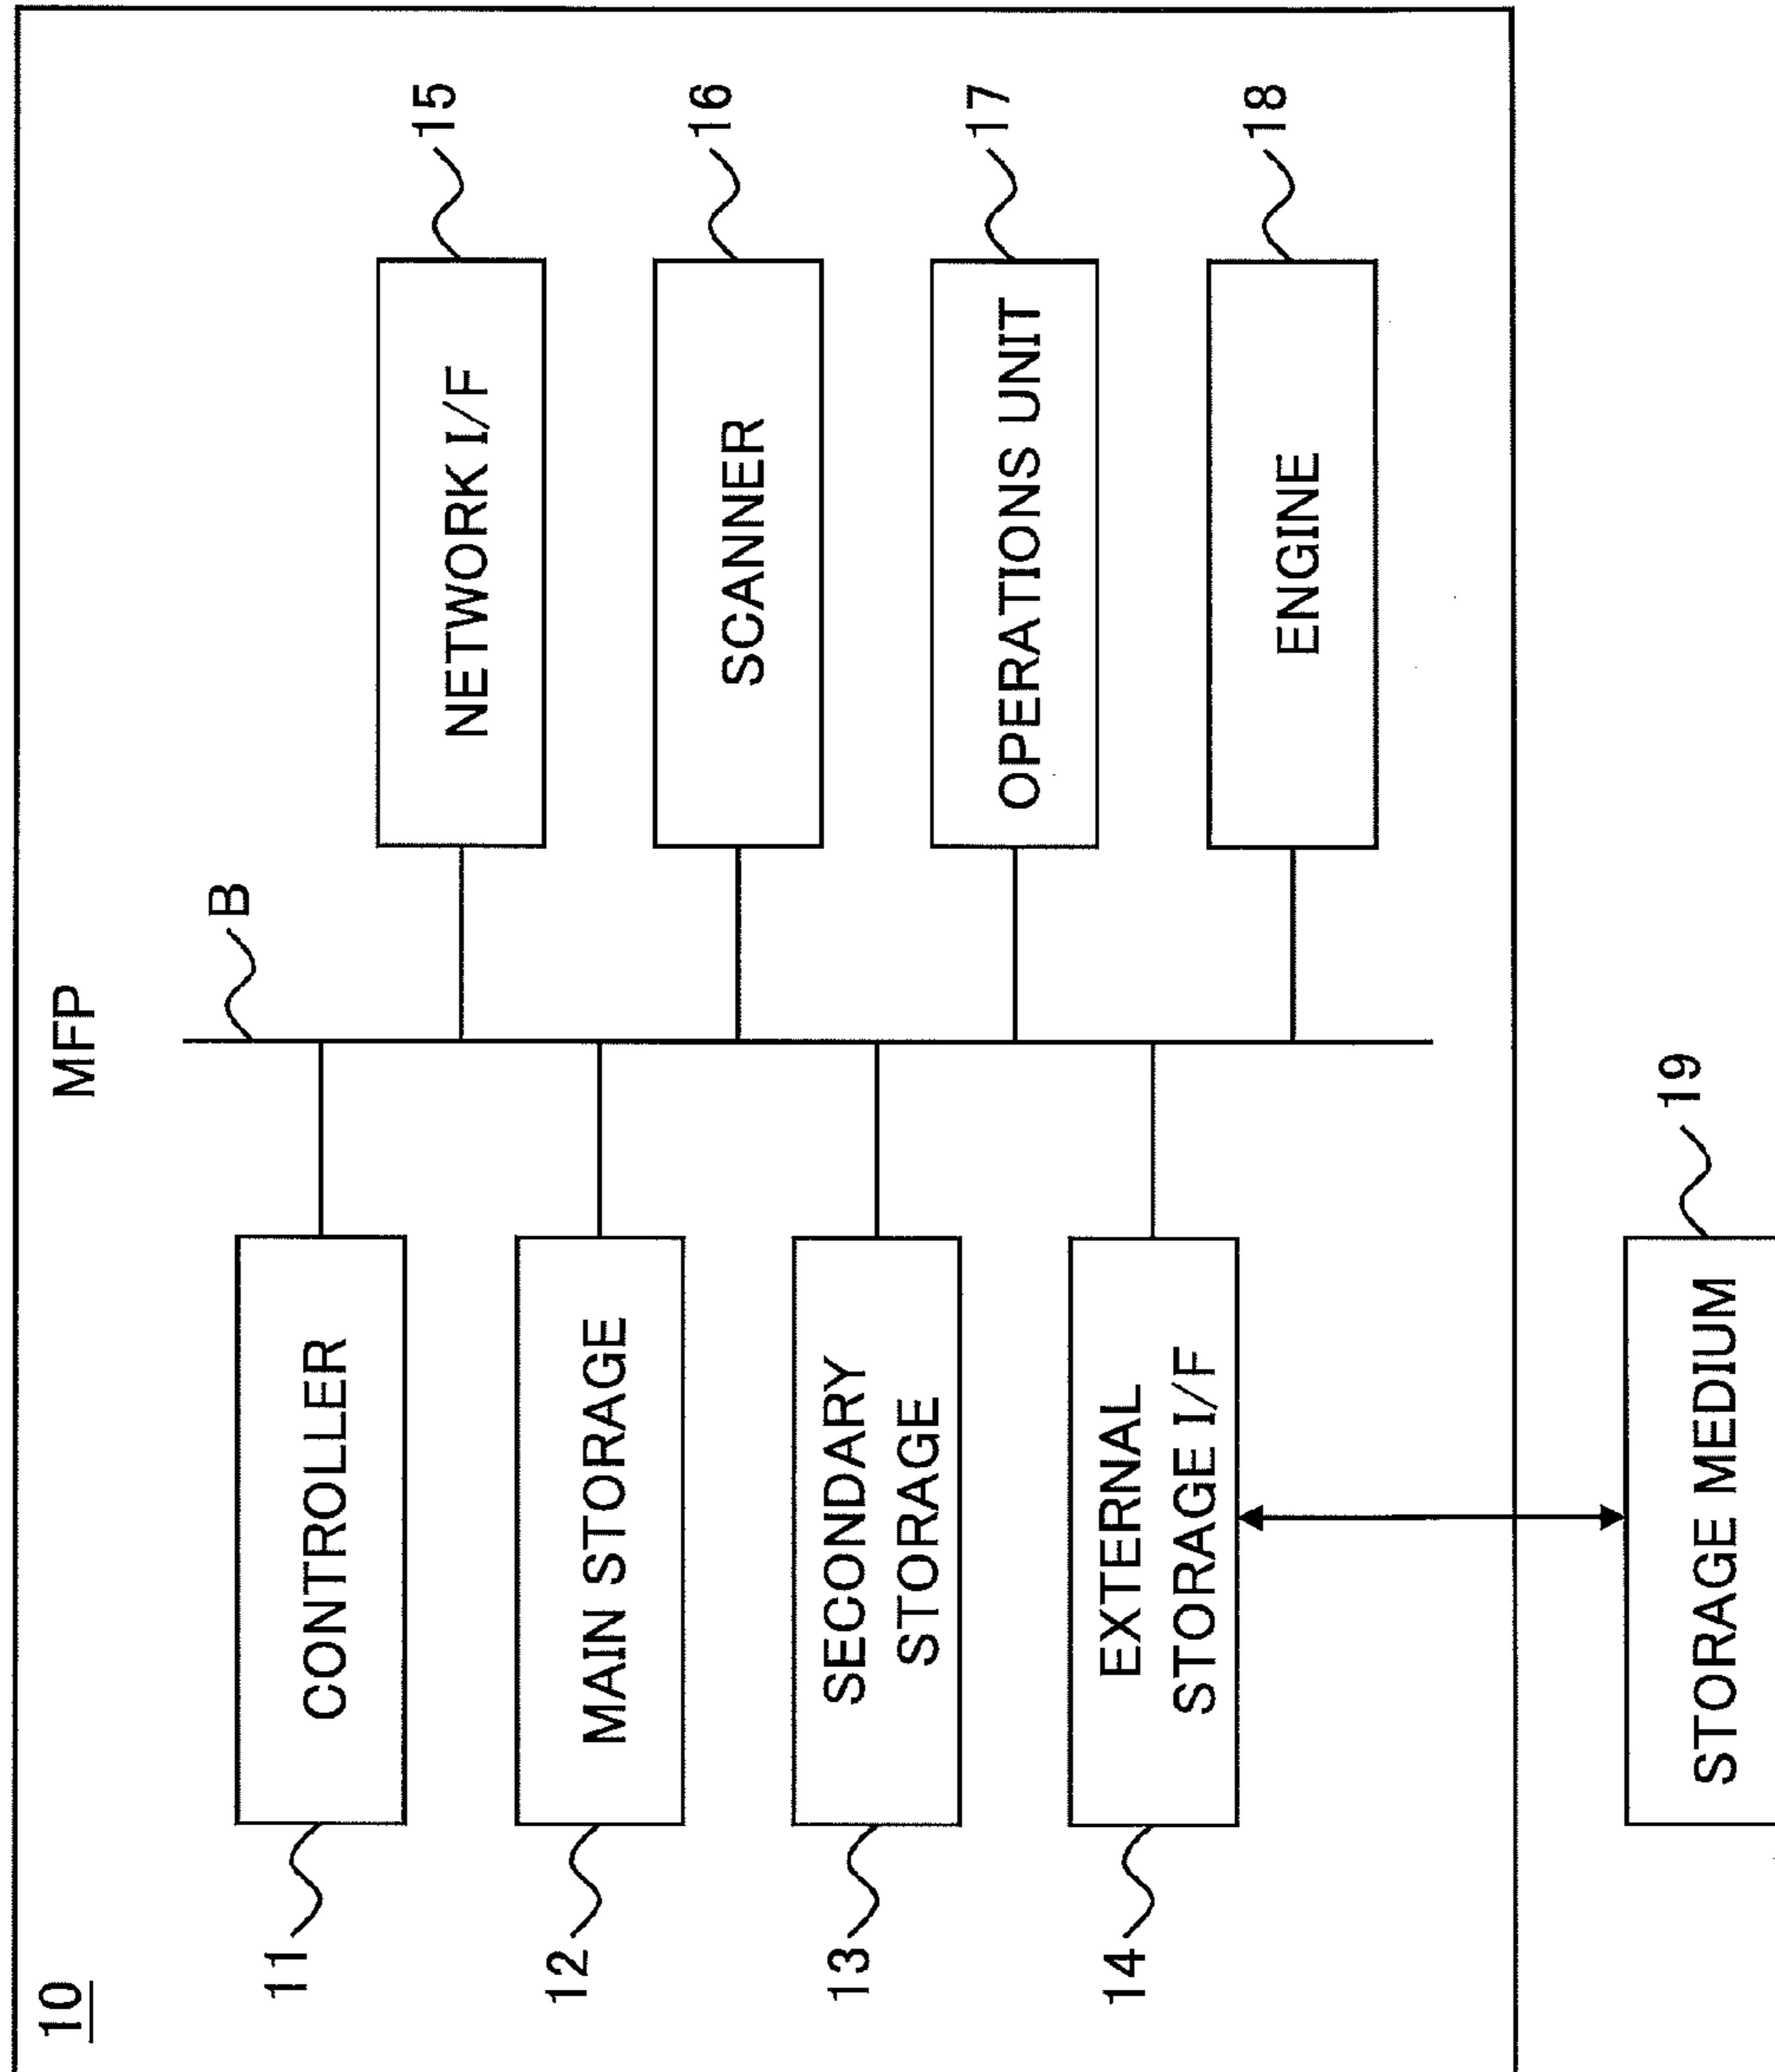 10
MFP
B
11
CONTROLLER
12
MAIN STORAGE
13
SECONDARY
STORAGE
14
EXTERNAL
STORAGE I/F
NETWORK I/F
15
SCANNER
16
OPERATIONS UNIT
17
ENGINE
18
STORAGE MEDIUM
19